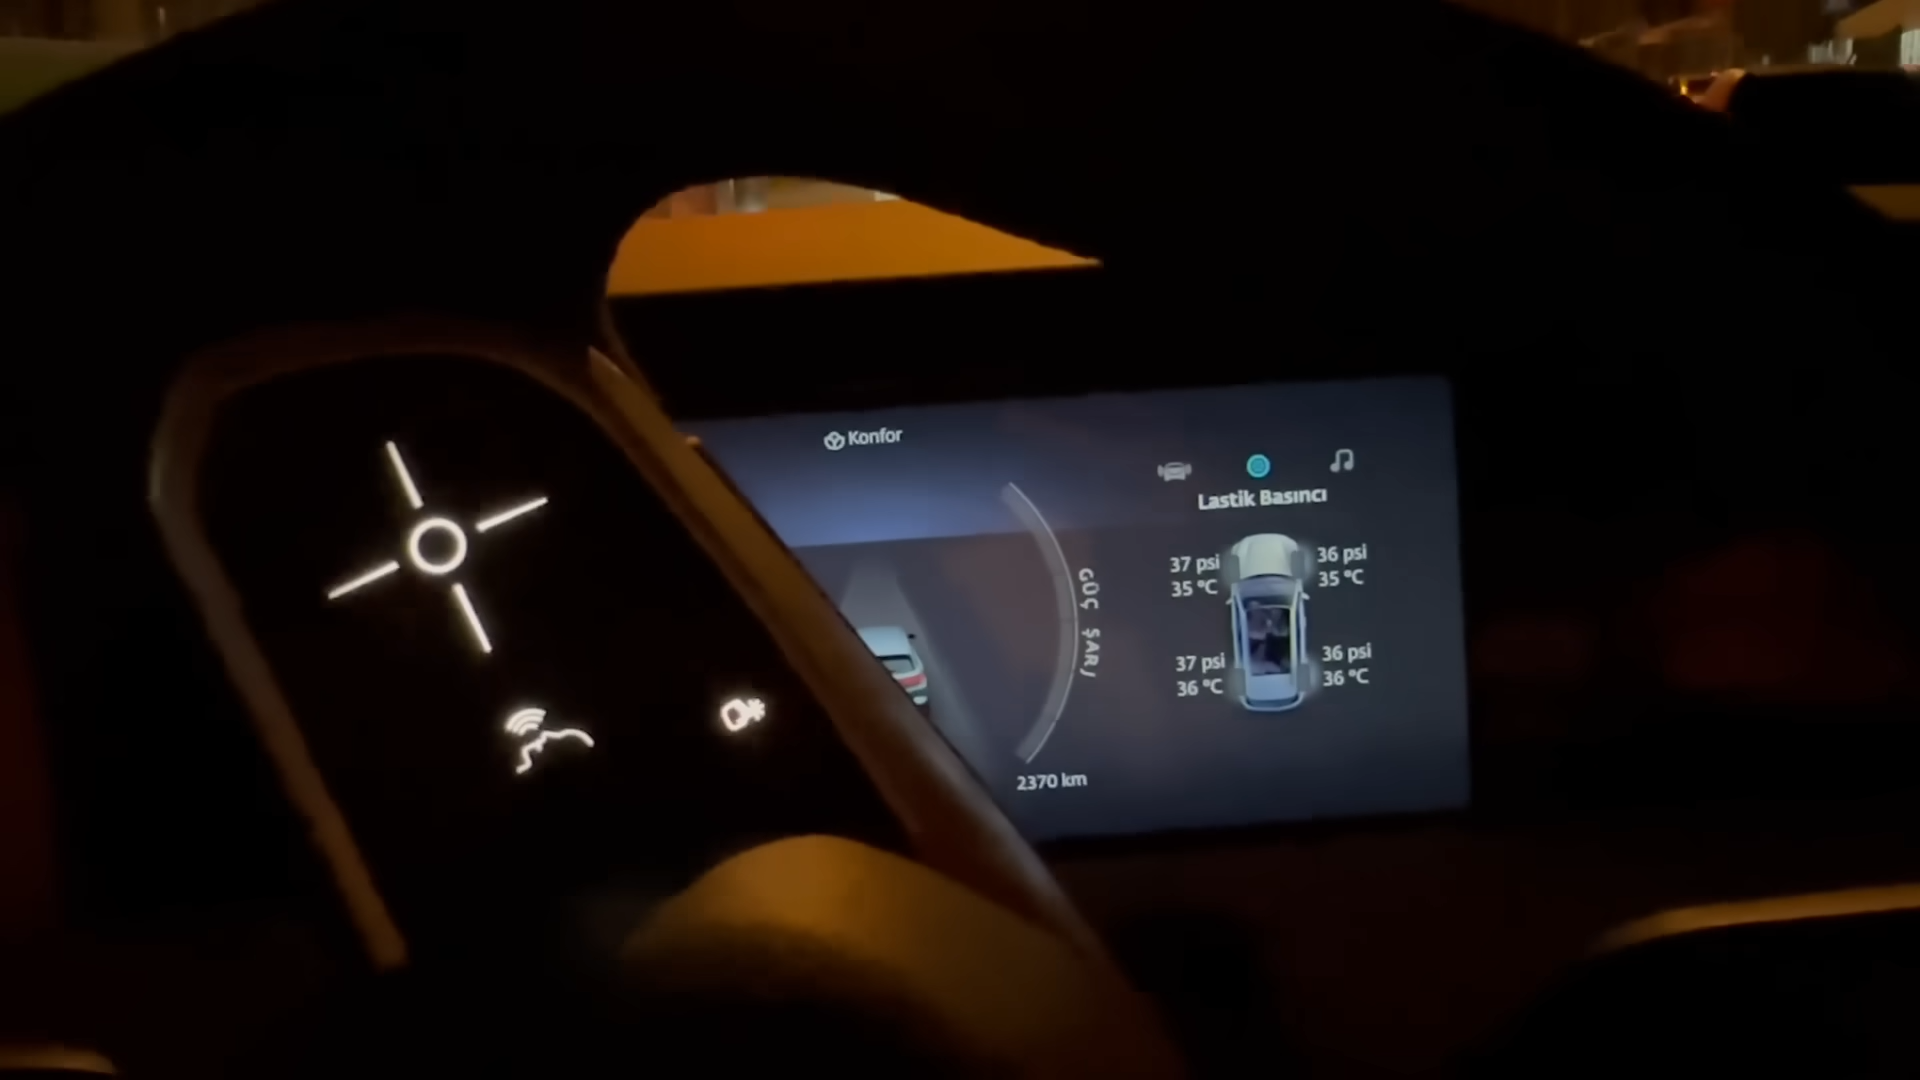 Konfor
Lastik Basıncı
37 psi
35 °C
36 psi
35 °C
37 psi
36 °C
36 psi
36 °C
GÜÇ
ŞARJ
2370 km